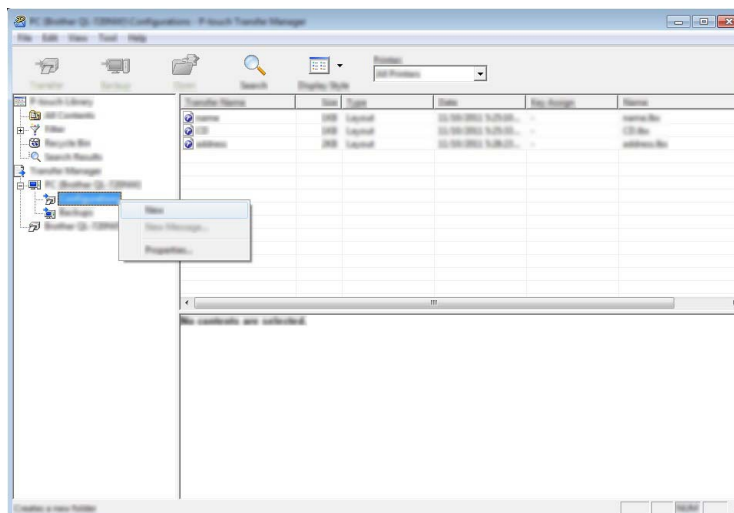 PC (Brother QL-720NW) Configurations - P-touch Transfer Manager
File Edit View Tool Help
Transfer Backup Open Search Display Style
All Printers
P-touch Library
Transfer Name Size Type Date Key Assign Name
All Contents
name 1KB Layout - name.lbx
Filter
CD 1KB Layout - CD.lbx
Recycle Bin
address 2KB Layout - address.lbx
Search Results
Transfer Manager
PC (Brother QL-720NW)
Configurations
New
Backups
New Message...
Brother QL-720NW
Properties...
No contents are selected.
Creates a new folder
NUM